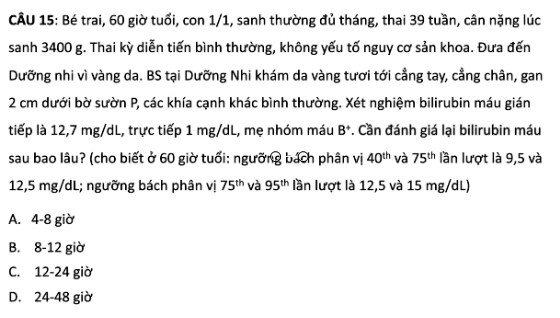 CÂU 15: Bé trai, 60 giờ tuổi, con 1/1, sanh thường đủ tháng, thai 39 tuần, cân nặng lúc
sanh 3400 g. Thai kỳ diễn tiến bình thường, không yếu tố nguy cơ sản khoa. Đưa đến
Dưỡng nhi vì vàng da. BS tại Dưỡng Nhi khám da vàng tươi tới cẳng tay, cẳng chân, gan
2 cm dưới bờ sườn P, các khía cạnh khác bình thường. Xét nghiệm bilirubin máu gián
tiếp là 12,7 mg/dL, trực tiếp 1 mg/dL, mẹ nhóm máu B⁺. Cần đánh giá lại bilirubin máu
sau bao lâu? (cho biết ở 60 giờ tuổi: ngưỡng bách phân vị 40ᵗʰ và 75ᵗʰ lần lượt là 9,5 và
12,5 mg/dL; ngưỡng bách phân vị 75ᵗʰ và 95ᵗʰ lần lượt là 12,5 và 15 mg/dL)
A. 4-8 giờ
B. 8-12 giờ
C. 12-24 giờ
D. 24-48 giờ